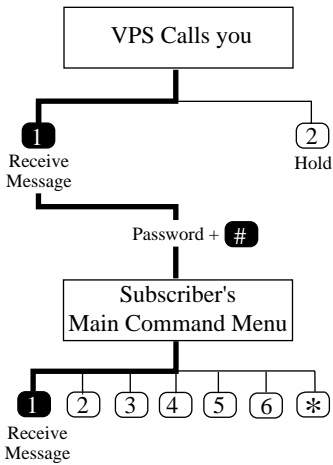 VPS Calls you
1 2
Receive Hold
Message
Password + #
Subscriber's
Main Command Menu
1 2 3 4 5 6 *
Receive
Message